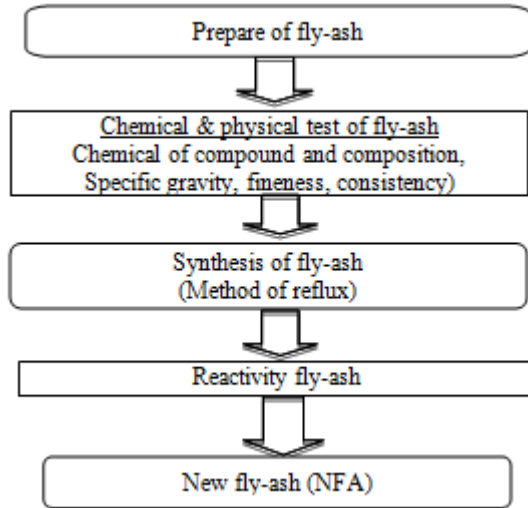 Prepare of fly-ash
Chemical & physical test of fly-ash
Chemical of compound and composition,
Specific gravity, fineness, consistency)
Synthesis of fly-ash
(Method of reflux)
Reactivity fly-ash
New fly-ash (NFA)